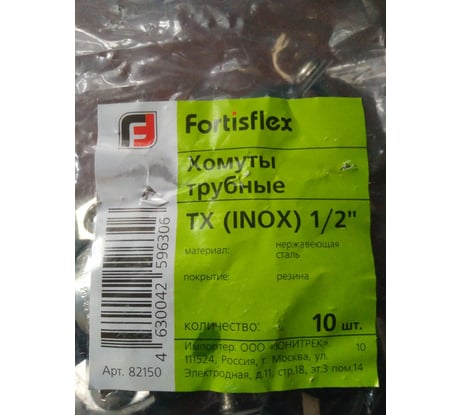 Fortisflex
Хомуты
трубные
TX (INOX) 1/2"
материал: нержавеющая
сталь
покрытие: резина
количество: 10 шт.
Импортер: ООО «ЮНИТРЕК» 10
111524, Россия, г. Москва, ул.
Электродная, д.11, стр.18, эт.3 пом.14
4 630042 596306
Арт. 82150